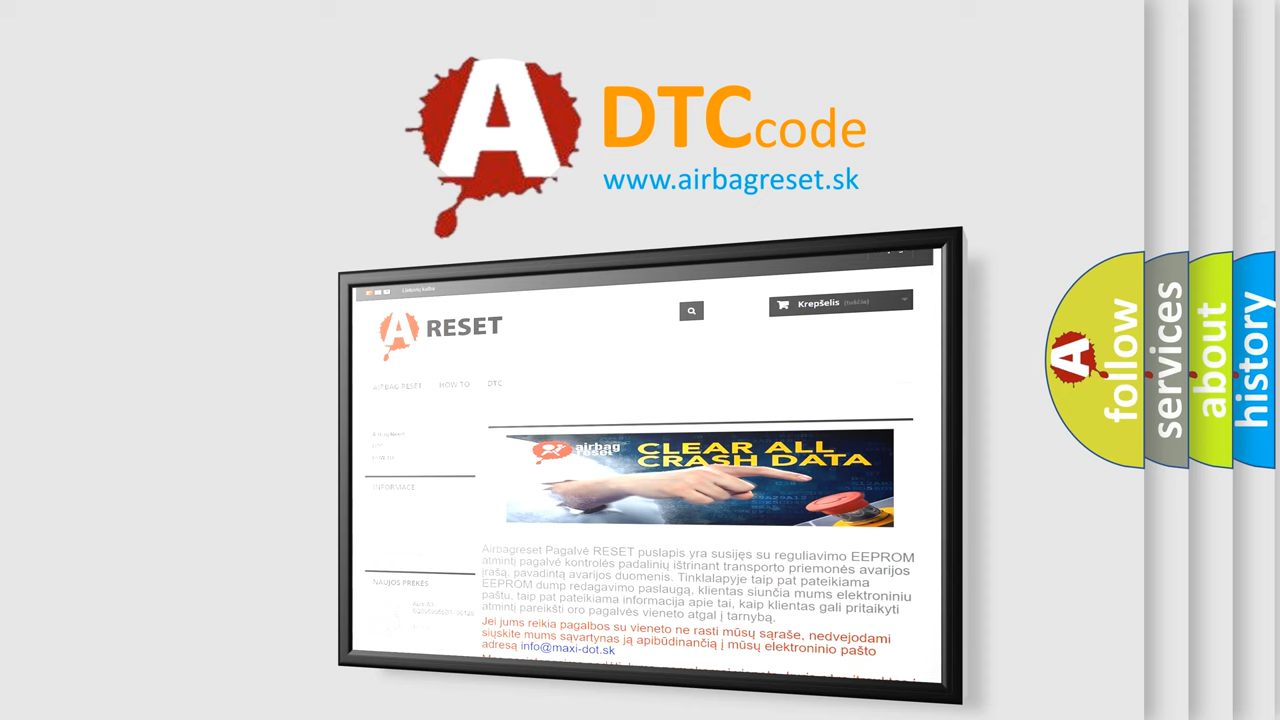 A
DTC code
www.airbagreset.sk
Lietuvių kalba
A RESET
Krepšelis (tuščia)
AIRBAG RESET HOW TO DTC
airbag
reset
CLEAR ALL
CRASH DATA
INFORMACE
Airbagreset Pagalvė RESET puslapis yra susijęs su reguliavimo EEPROM
atmintį pagalvė kontrolės padalinių ištrinant transporto priemonės avarijos
įrašą, pavadintą avarijos duomenis. Tinklalapyje taip pat pateikiama
EEPROM dump redagavimo paslaugą, klientas siunčia mums elektroniniu
paštu, taip pat pateikiama informacija apie tai, kaip klientas gali pritaikyti
atmintį pareikšti oro pagalvės vieneto atgal į tarnybą.
Jei jums reikia pagalbos su vieneto ne rasti mūsų sąraše, nedvejodami
siųskite mums sąvartynas ją apibūdinančią į mūsų elektroninio pašto
adresą info@maxi-dot.sk
NAUJOS PREKĖS
A
follow
services
about
history